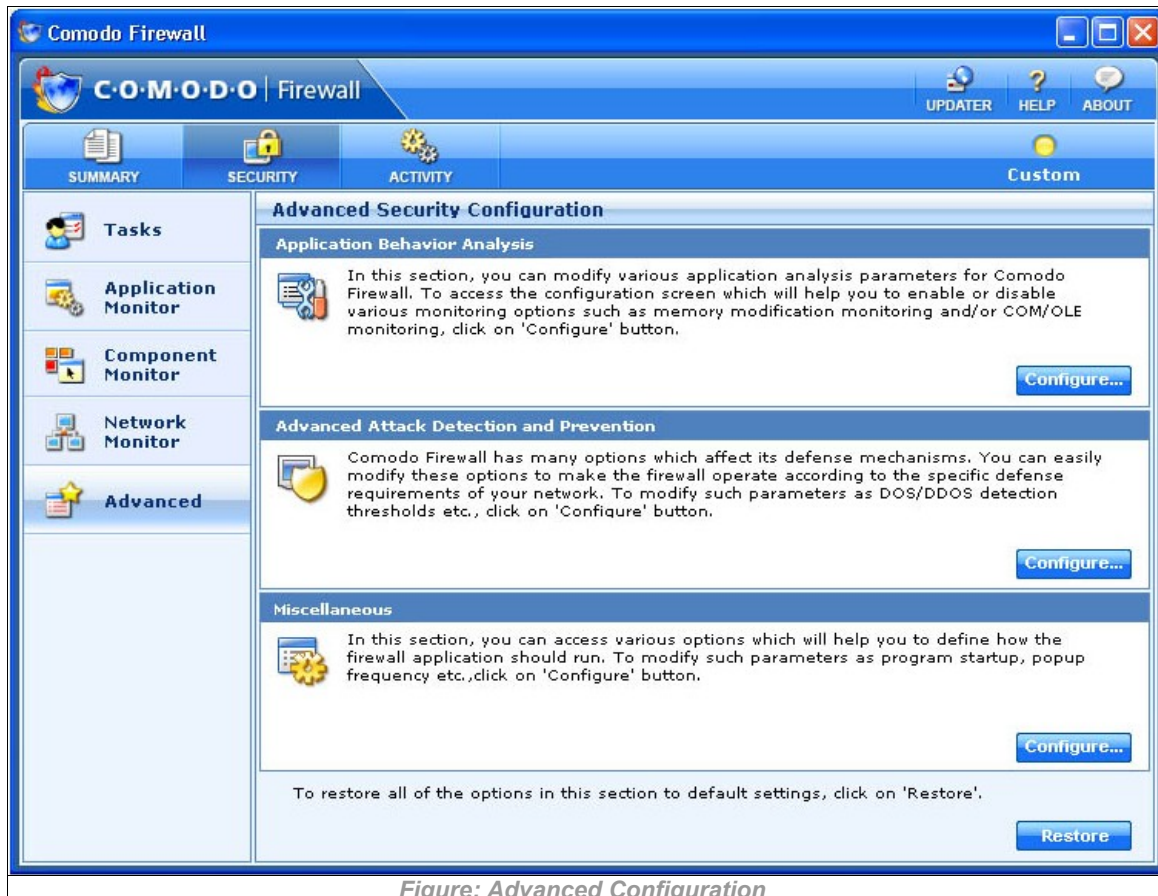 Comodo Firewall
C·O·M·O·D·O | Firewall
UPDATER HELP ABOUT
SUMMARY SECURITY ACTIVITY Custom
Tasks
Application
Monitor
Component
Monitor
Network
Monitor
Advanced
Advanced Security Configuration
Application Behavior Analysis
In this section, you can modify various application analysis parameters for Comodo
Firewall. To access the configuration screen which will help you to enable or disable
various monitoring options such as memory modification monitoring and/or COM/OLE
monitoring, click on 'Configure' button.
Configure...
Advanced Attack Detection and Prevention
Comodo Firewall has many options which affect its defense mechanisms. You can easily
modify these options to make the firewall operate according to the specific defense
requirements of your network. To modify such parameters as DOS/DDOS detection
thresholds etc., click on 'Configure' button.
Configure...
Miscellaneous
In this section, you can access various options which will help you to define how the
firewall application should run. To modify such parameters as program startup, popup
frequency etc.,click on 'Configure' button.
Configure...
To restore all of the options in this section to default settings, click on 'Restore'.
Restore
Figure: Advanced Configuration